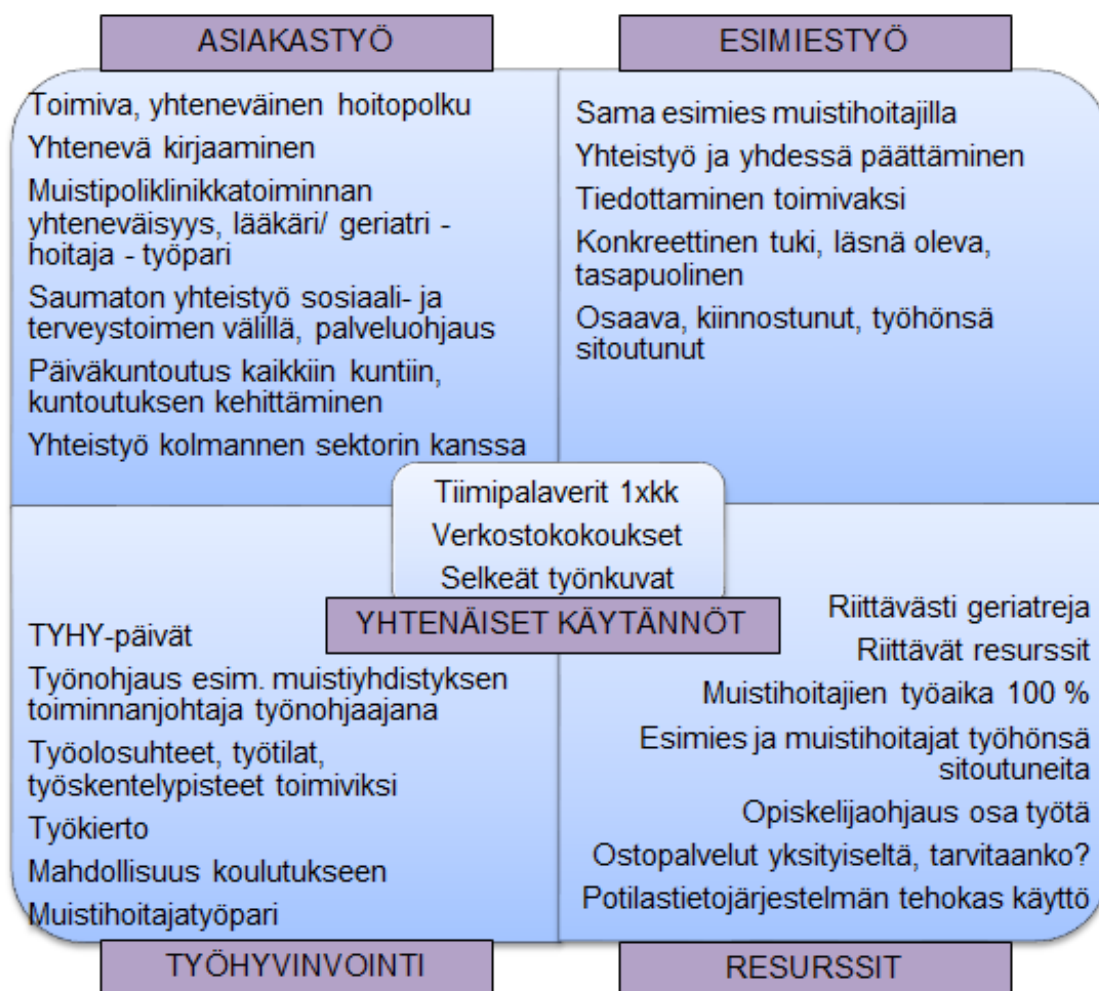 ASIAKASTYÖ
Toimiva, yhteneväinen hoitopolku
Yhtenevä kirjaaminen
Muistipoliklinikkatoiminnan
yhteneväisyys, lääkäri/ geriatri -
hoitaja - työpari
Saumaton yhteistyö sosiaali- ja
terveystoimen välillä, palveluohjaus
Päiväkuntoutus kaikkiin kuntiin,
kuntoutuksen kehittäminen
Yhteistyö kolmannen sektorin kanssa
ESIMIESTYÖ
Sama esimies muistihoitajilla
Yhteistyö ja yhdessä päättäminen
Tiedottaminen toimivaksi
Konkreettinen tuki, läsnä oleva,
tasapuolinen
Osaava, kiinnostunut, työhönsä
sitoutunut
Tiimipalaverit 1xkk
Verkostokokoukset
Selkeät työnkuvat
YHTENÄISET KÄYTÄNNÖT
TYHY-päivät
Työnohjaus esim. muistiyhdistyksen
toiminnanjohtaja työnohjaajana
Työolosuhteet, työtilat,
työskentelypisteet toimiviksi
Työkierto
Mahdollisuus koulutukseen
Muistihoitajatyöpari
TYÖHYVINVOINTI
Riittävästi geriatreja
Riittävät resurssit
Muistihoitajien työaika 100 %
Esimies ja muistihoitajat työhönsä
sitoutuneita
Opiskelijaohjaus osa työtä
Ostopalvelut yksityiseltä, tarvitaanko?
Potilastietojärjestelmän tehokas käyttö
RESURSSIT